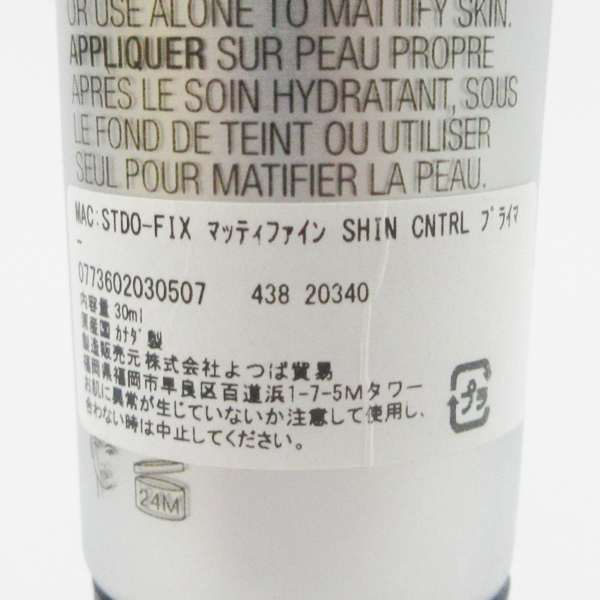 OR USE ALONE TO MATTIFY SKIN.
APPLIQUER SUR PEAU PROPRE
APRÈS LE SOIN HYDRATANT, SOUS
LE FOND DE TEINT OU UTILISER
SEUL POUR MATIFIER LA PEAU.
MAC:STDO-FIX マッティファイン SHIN CNTRL プライマ
-
0773602030507 438 20340
内容量 30ml
原産国 カナダ製
製造販売元 株式会社よつば貿易
福岡県福岡市早良区百道浜1-7-5Mタワー
お肌に異常が生じていないか注意して使用し、
合わない時は中止してください。
プラ
24M